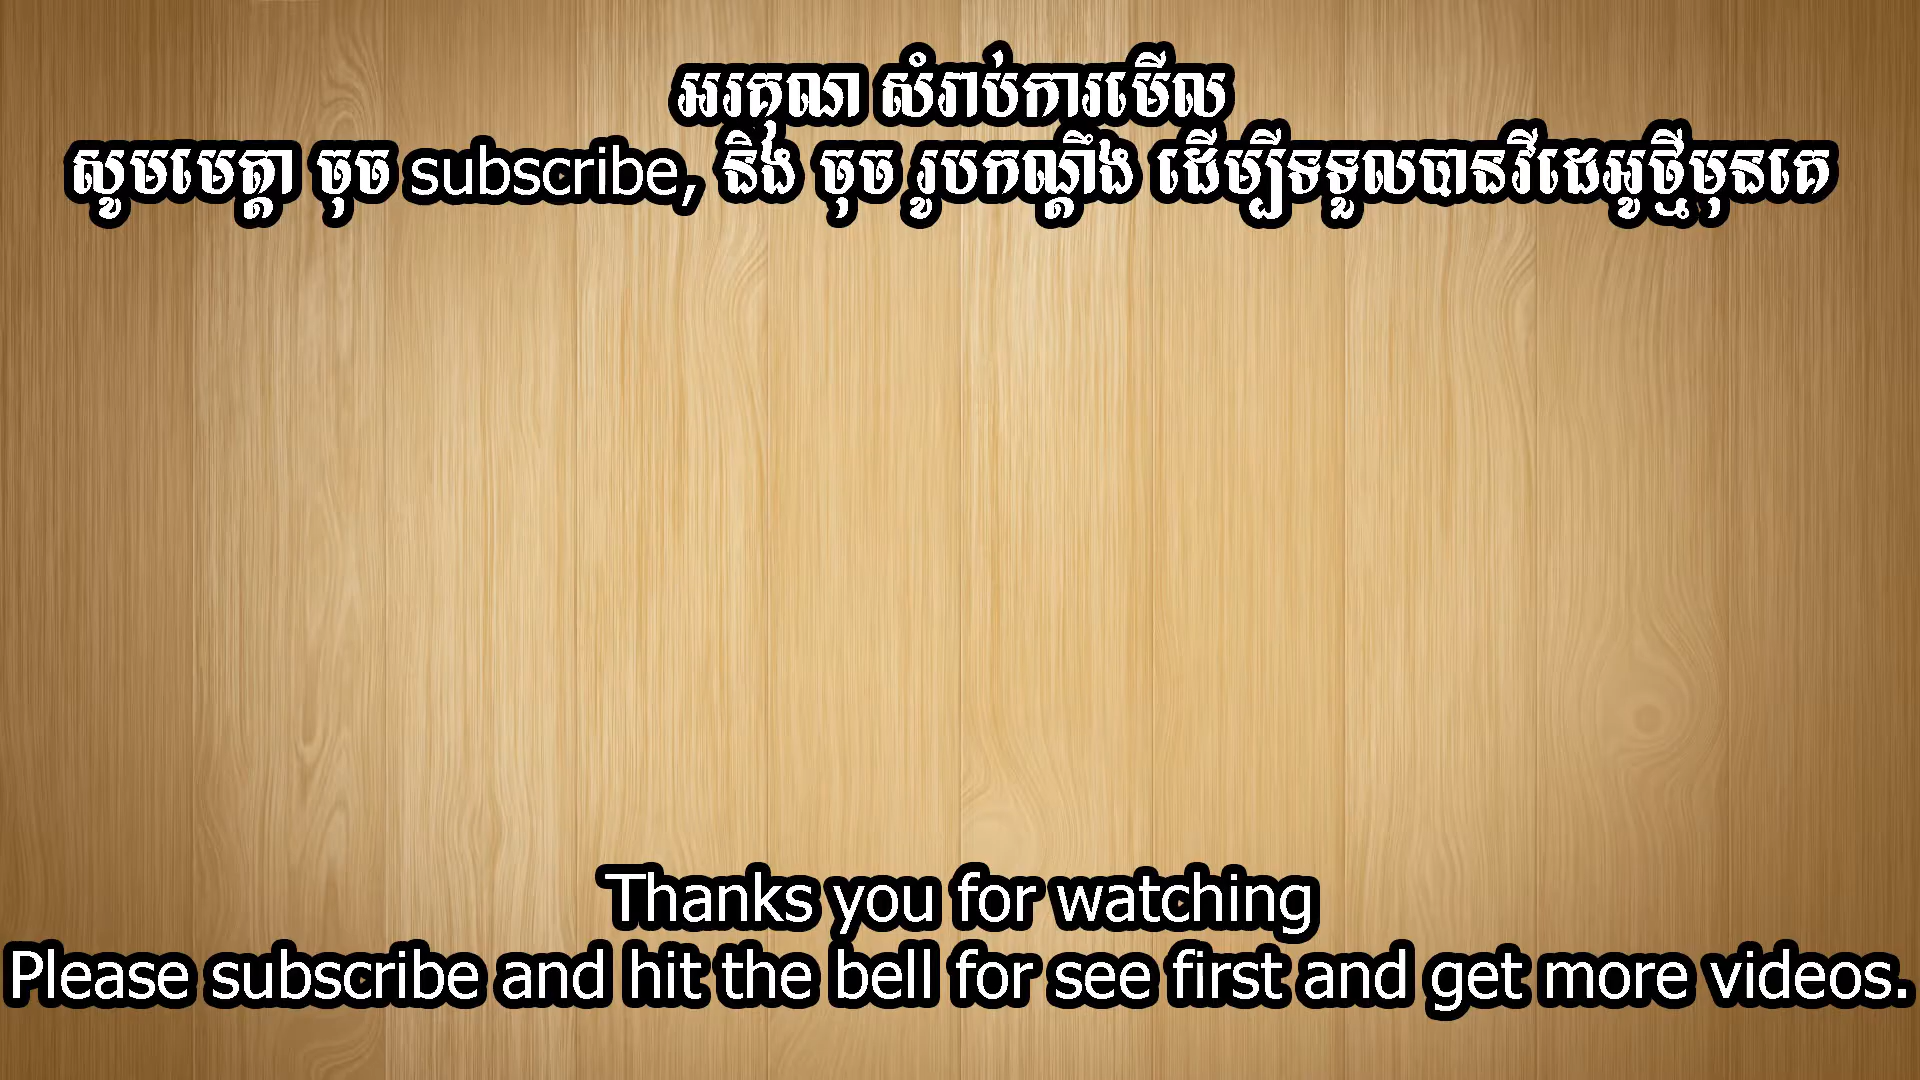 អរគុណ សំរាប់ការមើល
សូមមេត្តា ចុច subscribe, និង ចុច រូបកណ្ដឹង ដើម្បីទទួលបានវីដេអូថ្មីមុនគេ
Thanks you for watching
Please subscribe and hit the bell for see first and get more videos.